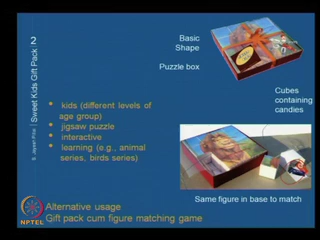 2
Sweet Kids Gift Pack
Basic
Shape
Puzzle box
Cubes
containing
candies
* kids (different levels of
age group)
* jigsaw puzzle
* interactive
* learning (e.g., animal
series, birds series)
Same figure in base to match
Alternative usage
Gift pack cum figure matching game
NPTEL